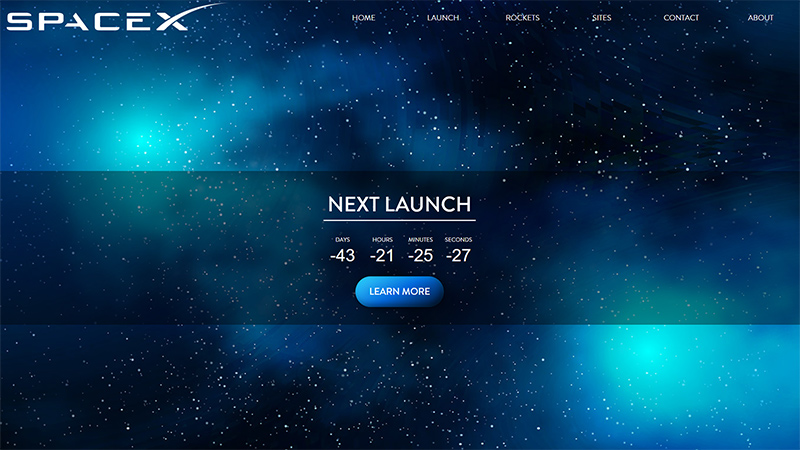 SPACEX
HOME LAUNCH ROCKETS SITES CONTACT ABOUT
NEXT LAUNCH
DAYS HOURS MINUTES SECONDS
-43 -21 -25 -27
LEARN MORE